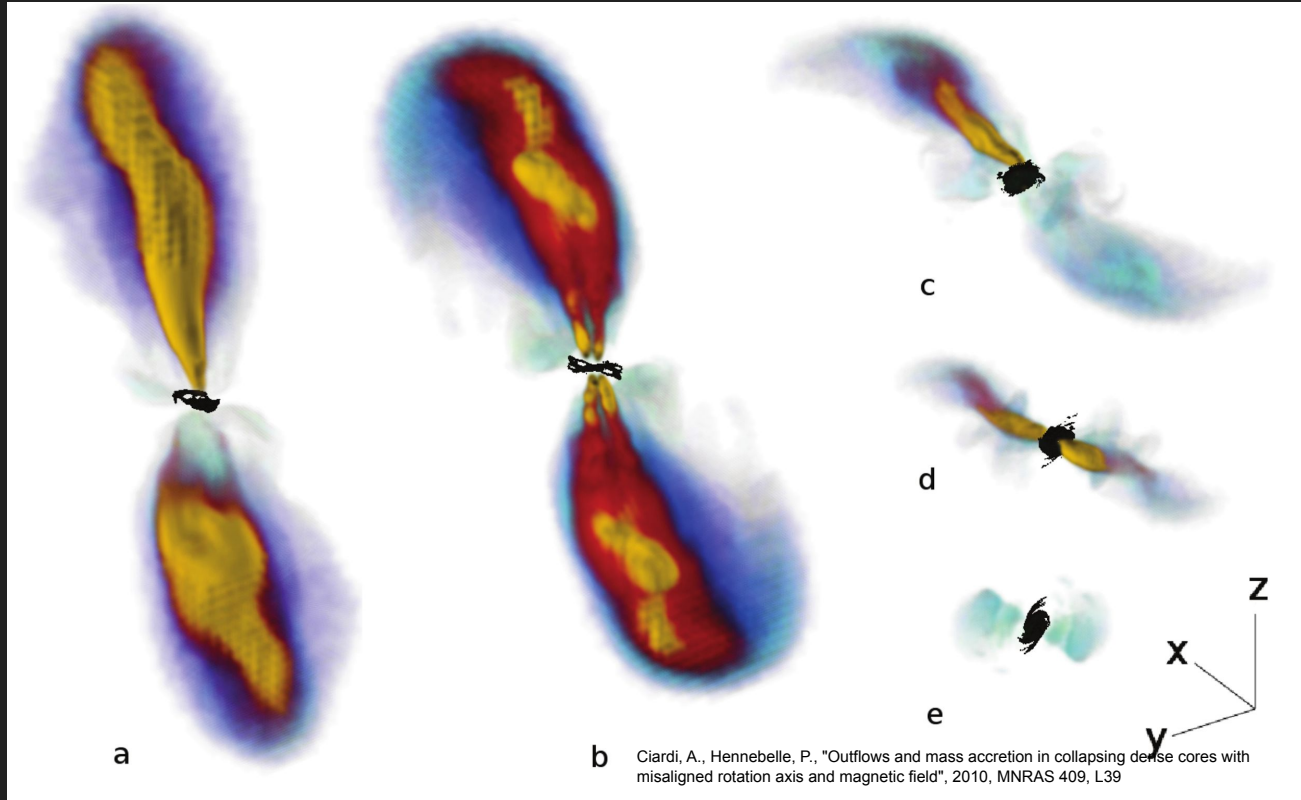 a
b
c
d
e
z
x
y
Ciardi, A., Hennebelle, P., "Outflows and mass accretion in collapsing dense cores with
misaligned rotation axis and magnetic field", 2010, MNRAS 409, L39